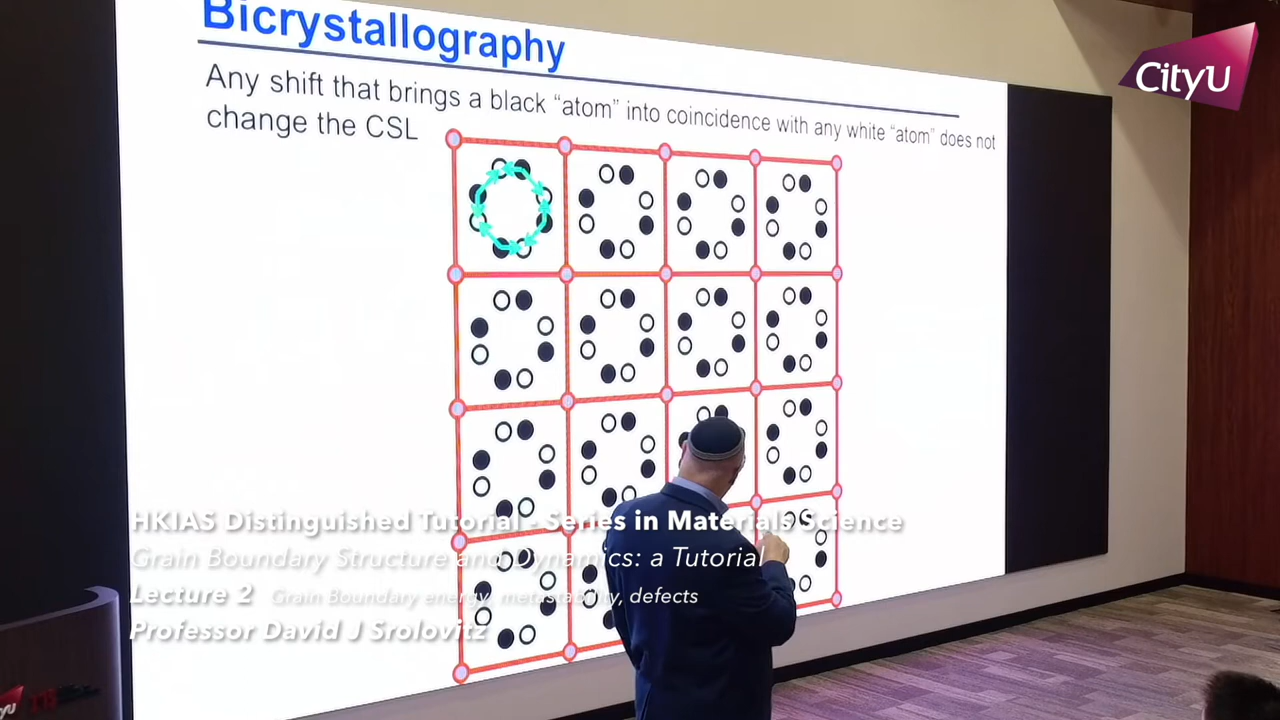 Bicrystallography
CityU
Any shift that brings a black “atom” into coincidence with any white “atom” does not
change the CSL
HKIAS Distinguished Tutorial - Series in Materials Science
Grain Boundary Structure and Dynamics: a Tutorial
Lecture 2 Grain Boundary energy, metastability, defects
Professor David J Srolovitz